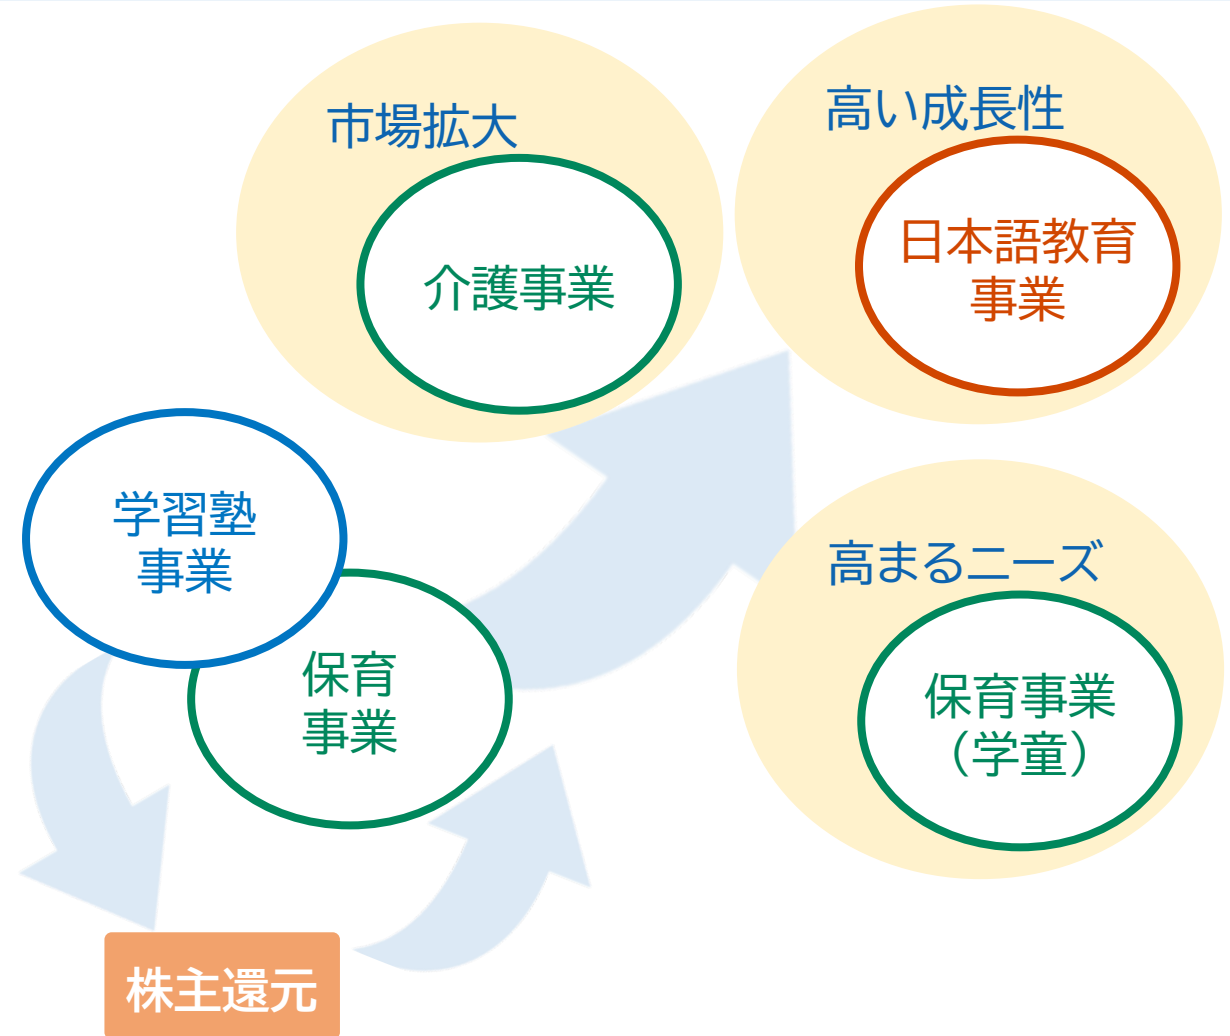 市場拡大
介護事業
高い成長性
日本語教育
事業
学習塾
事業
保育
事業
高まるニーズ
保育事業
（学童）
株主還元